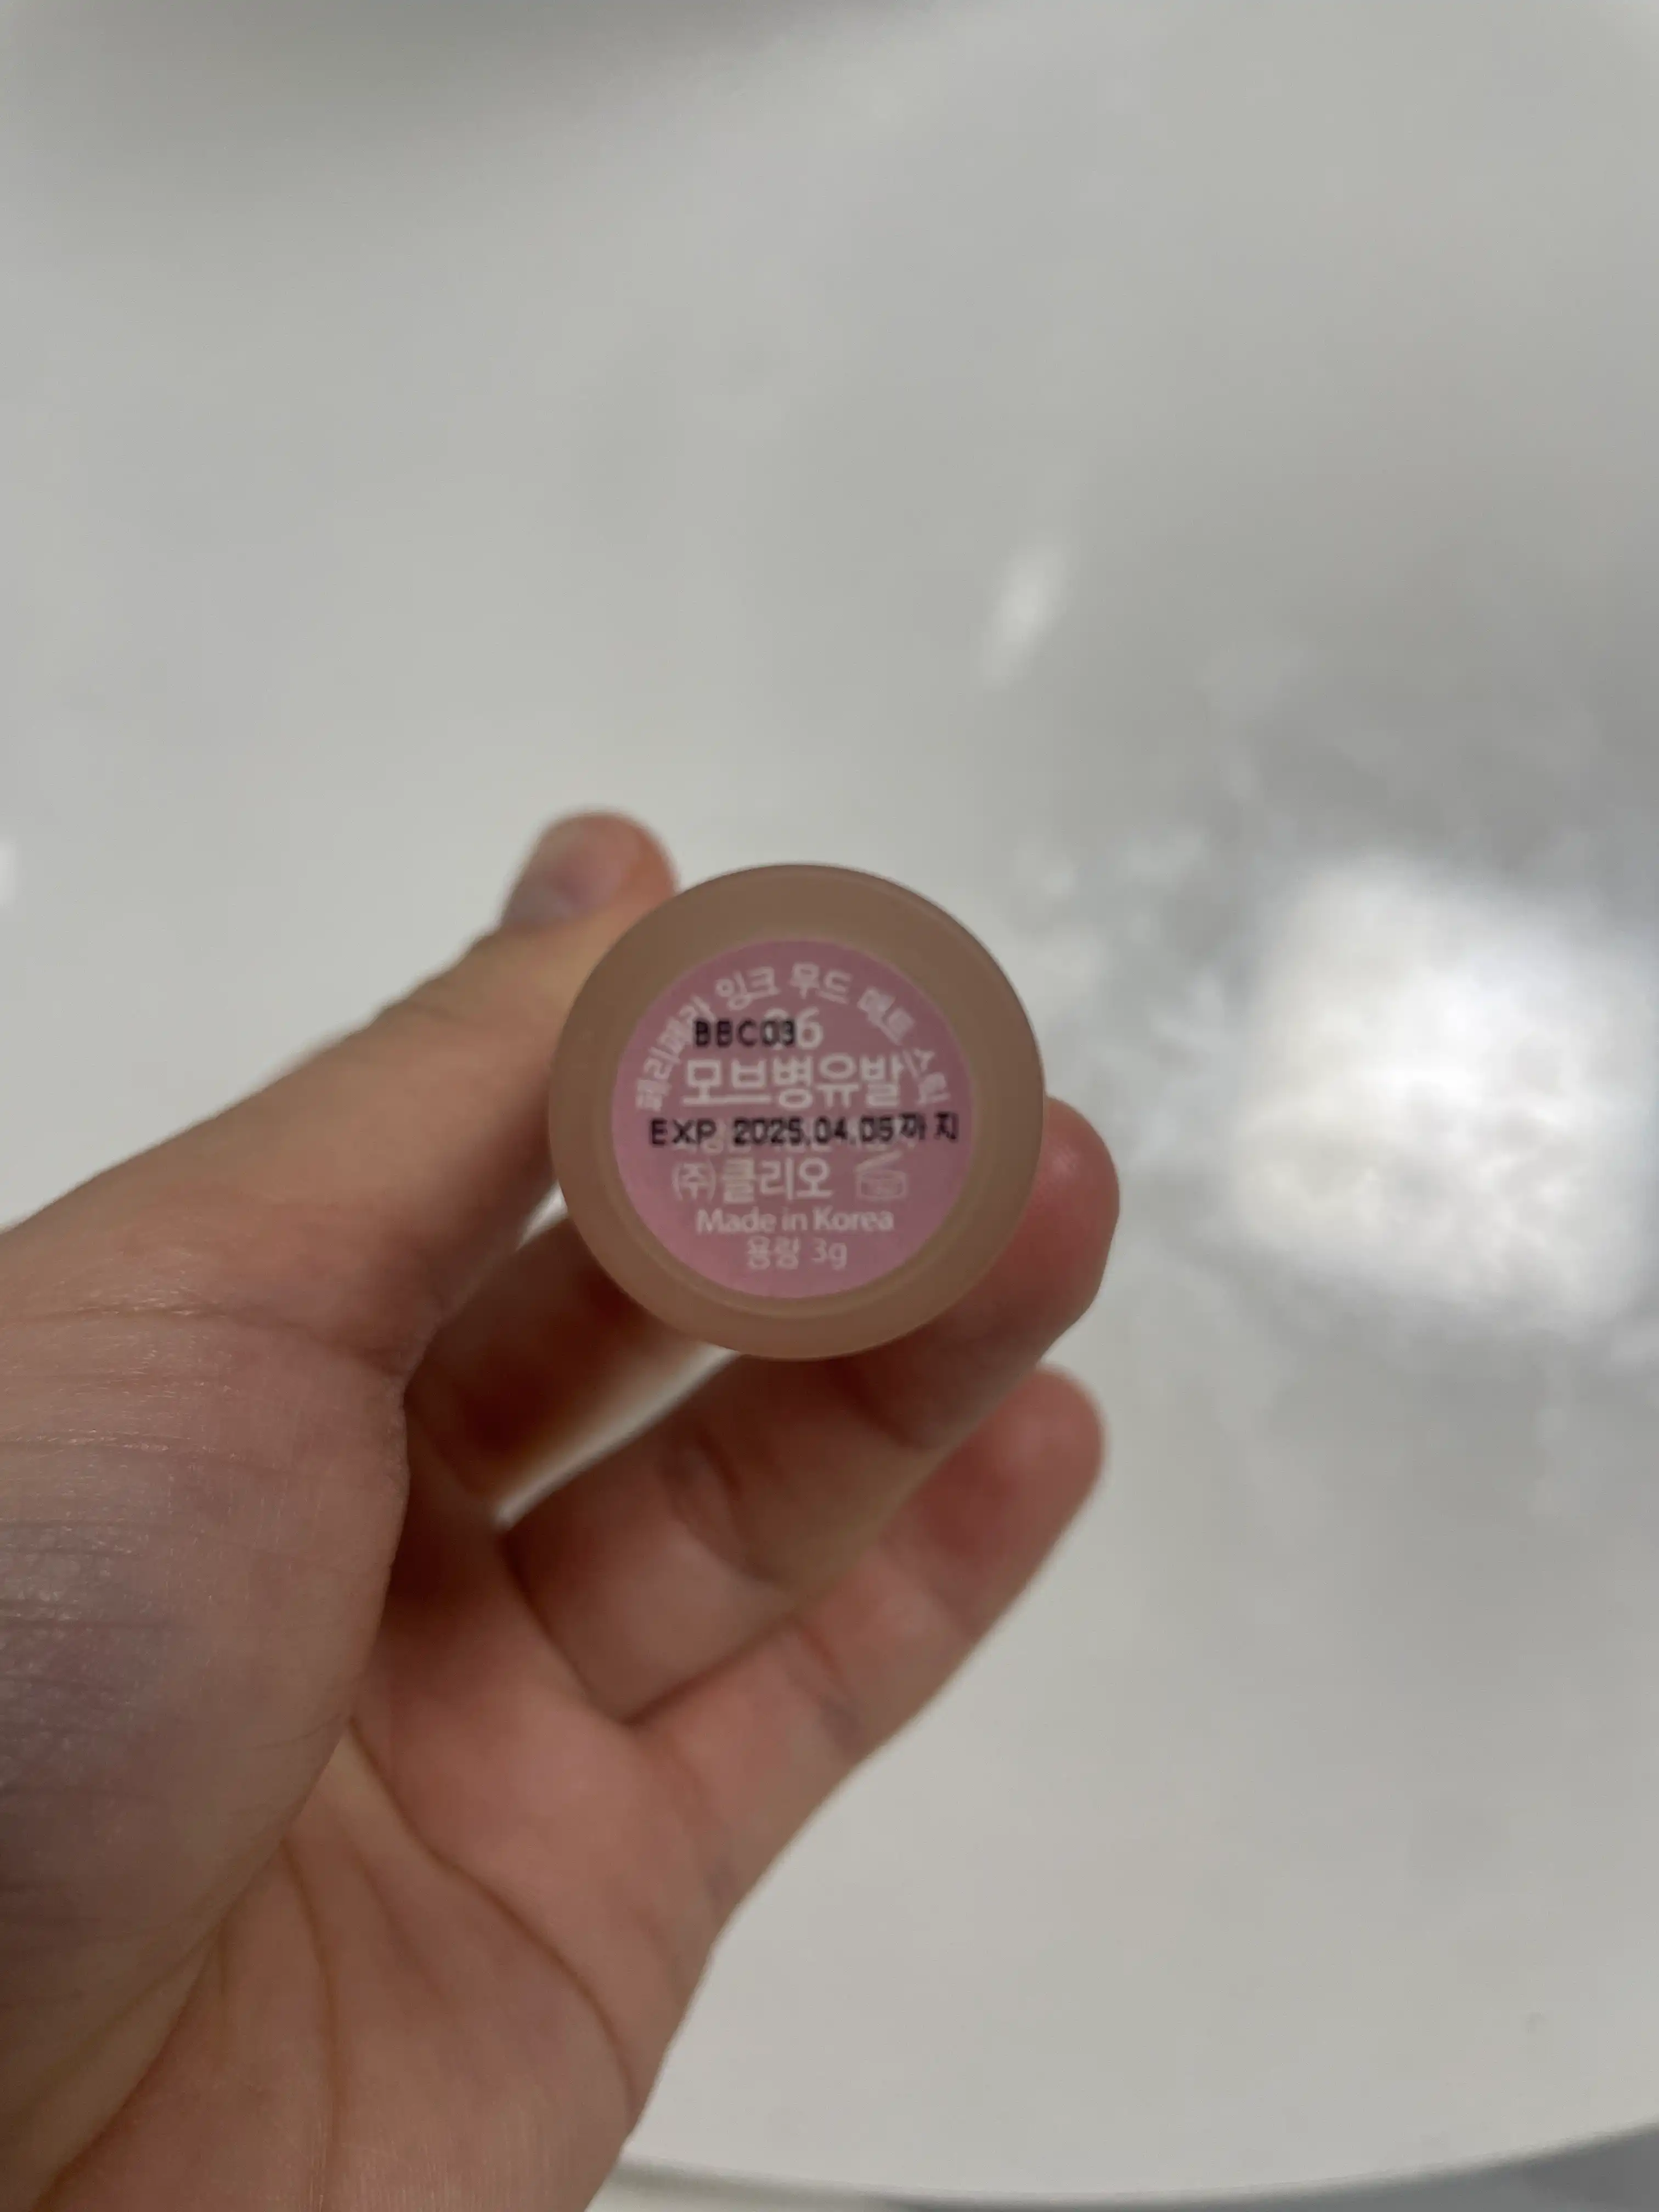 페리페라 잉크 무드 매트 스틱
06
BBC03
모브병유발
EXP 2025.04.05까지
㈜클리오
Made in Korea
용량 3g